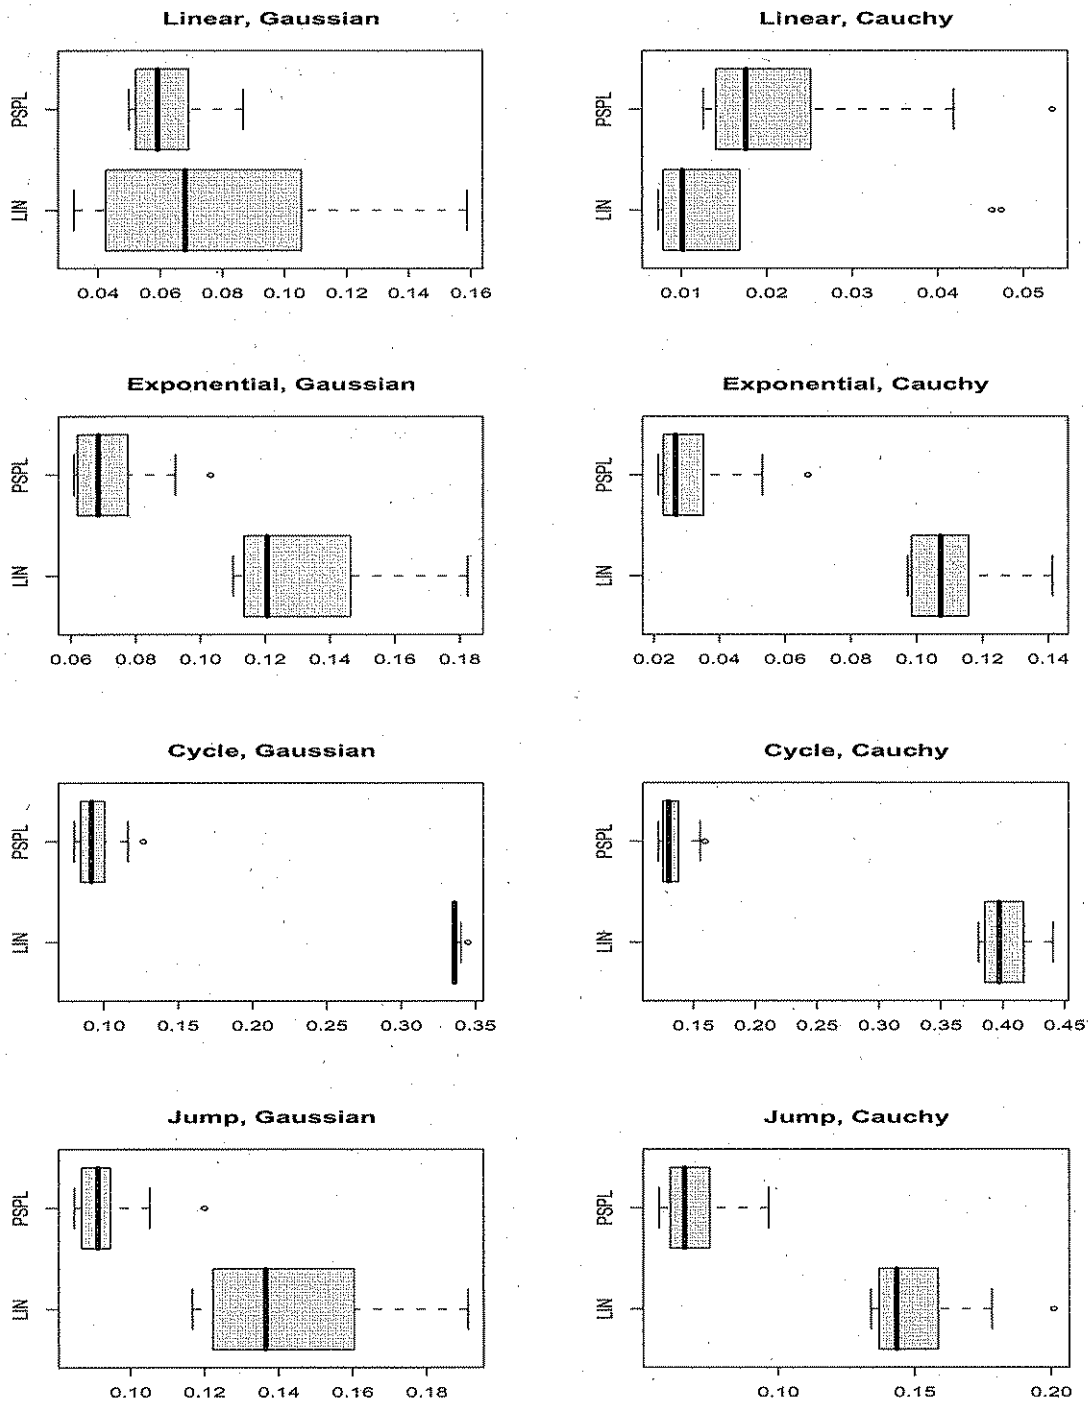 Linear, Gaussian
PSPL
LIN
0.04 0.06 0.08 0.10 0.12 0.14 0.16
Linear, Cauchy
PSPL
LIN
0.01 0.02 0.03 0.04 0.05
Exponential, Gaussian
PSPL
LIN
0.06 0.08 0.10 0.12 0.14 0.16 0.18
Exponential, Cauchy
PSPL
LIN
0.02 0.04 0.06 0.08 0.10 0.12 0.14
Cycle, Gaussian
PSPL
LIN
0.10 0.15 0.20 0.25 0.30 0.35
Cycle, Cauchy
PSPL
LIN
0.15 0.20 0.25 0.30 0.35 0.40 0.45
Jump, Gaussian
PSPL
LIN
0.10 0.12 0.14 0.16 0.18
Jump, Cauchy
PSPL
LIN
0.10 0.15 0.20